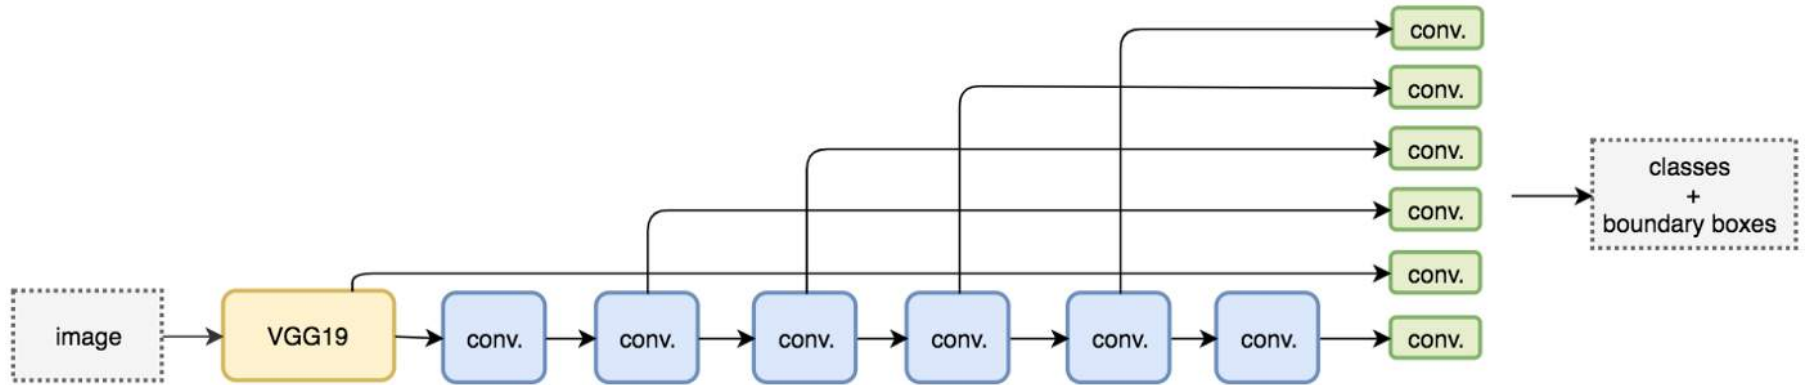 conv.
conv.
conv.
conv.
classes
+
boundary boxes
conv.
image
VGG19
conv.
conv.
conv.
conv.
conv.
conv.
conv.